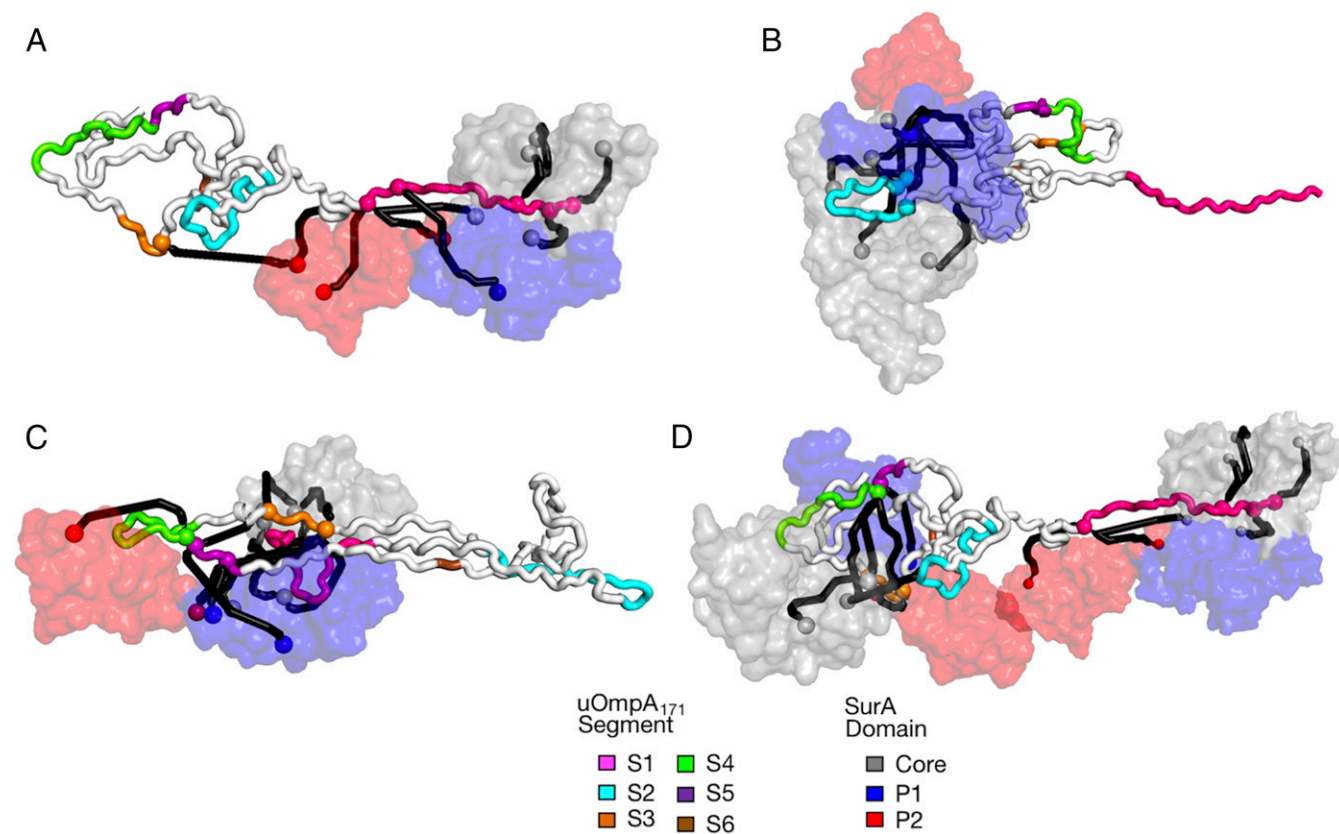 A
B
C
D
uOmpA₁₇₁
Segment
S1
S2
S3
S4
S5
S6
SurA
Domain
Core
P1
P2